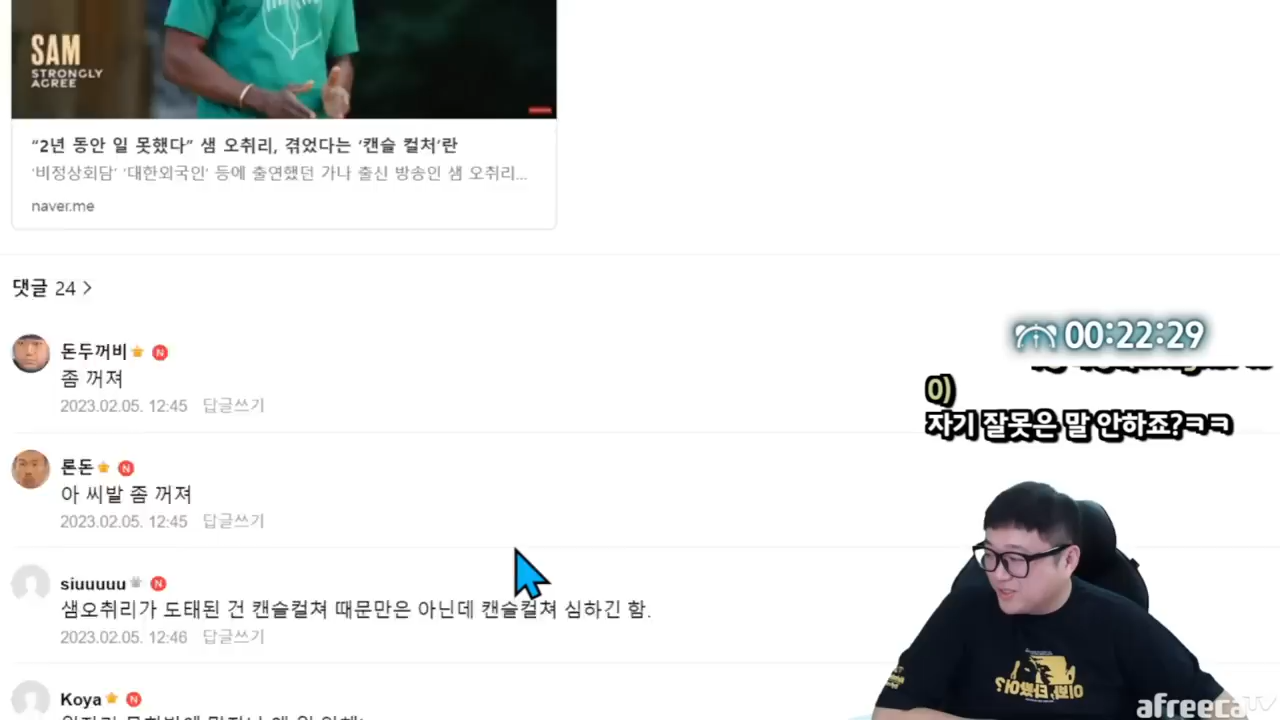 SAM
STRONGLY
AGREE
“2년 동안 일 못했다” 샘 오취리, 겪었다는 ‘캔슬 컬처’란
‘비정상회담’ ‘대한외국인’ 등에 출연했던 가나 출신 방송인 샘 오취리...
naver.me
댓글 24 >
돈두꺼비 N
좀 꺼져
2023.02.05. 12:45 답글쓰기
론돈 N
아 씨발 좀 꺼져
2023.02.05. 12:45 답글쓰기
siuuuuu N
샘오취리가 도태된 건 캔슬컬쳐 때문만은 아닌데 캔슬컬쳐 심하긴 함.
2023.02.05. 12:46 답글쓰기
Koya N
00:22:29
이)
자기 잘못은 말 안하죠?ㅋㅋ
afreecaTV